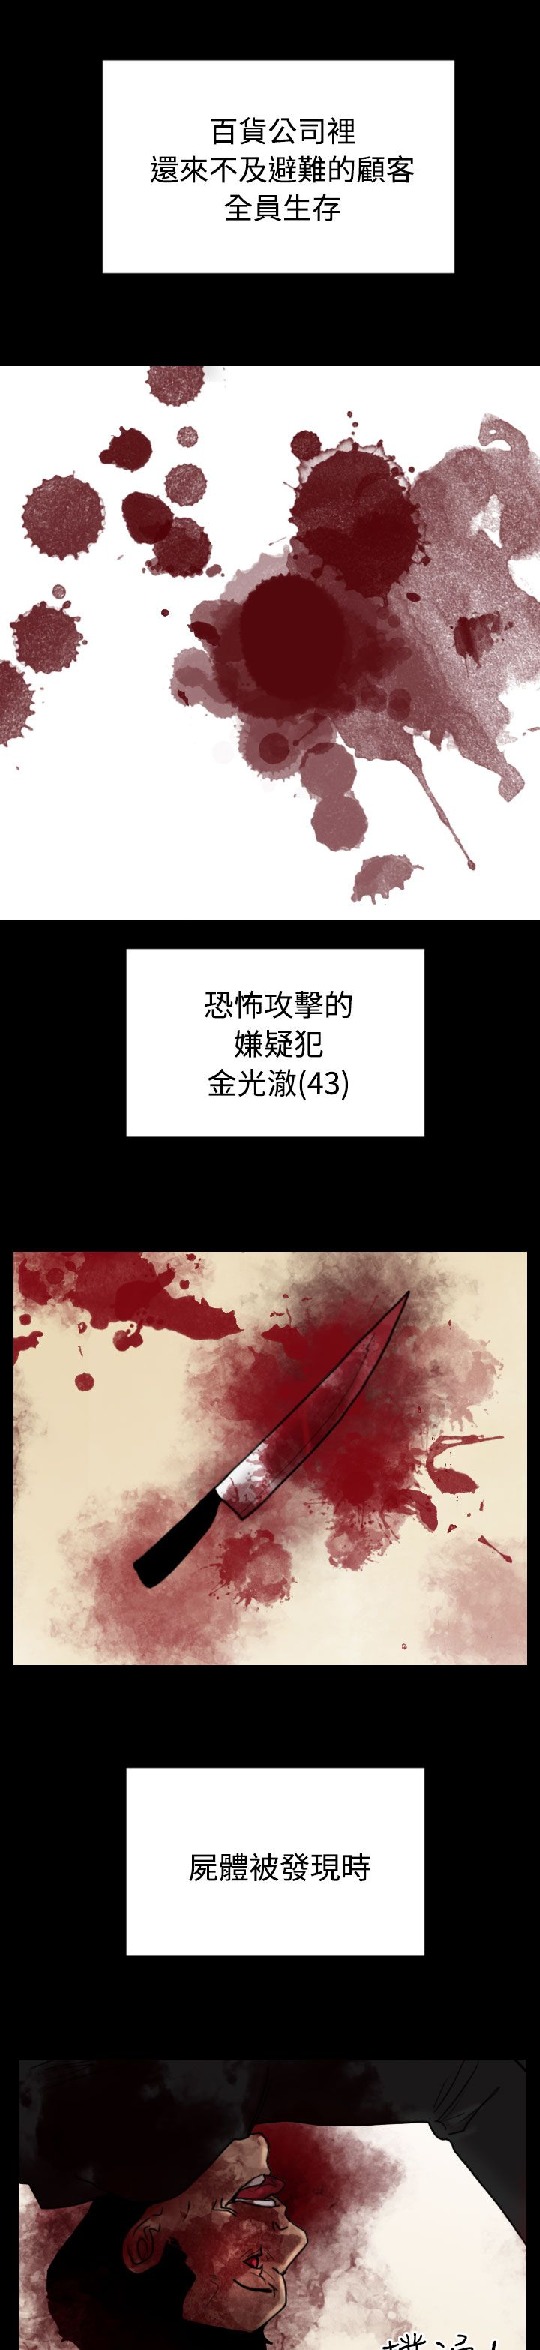 百貨公司裡
還來不及避難的顧客
全員生存
恐怖攻擊的
嫌疑犯
金光澈(43)
屍體被發現時